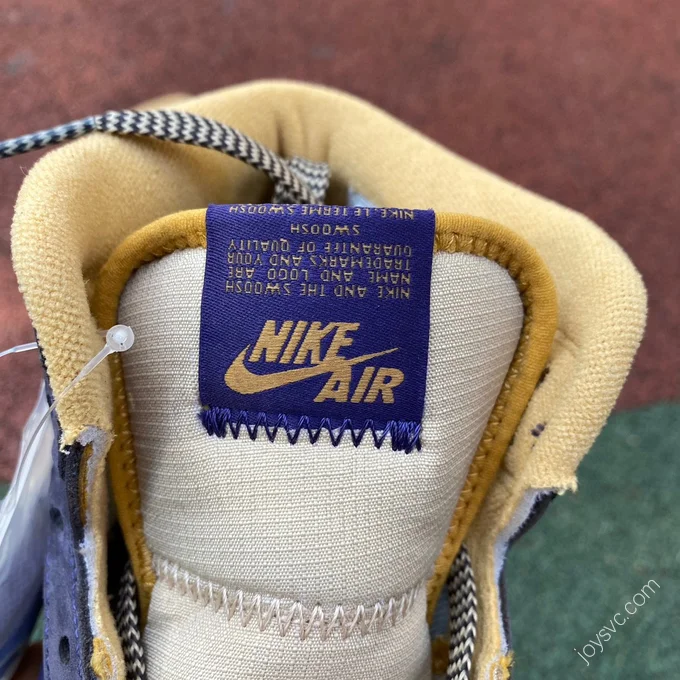 NIKE AND THE SWOOSH
NAME AND LOGO ARE
TRADEMARKS AND YOUR
GUARANTEE OF QUALITY
SWOOSH
NIKE, LE TERME
NIKE
AIR
joysvc.com